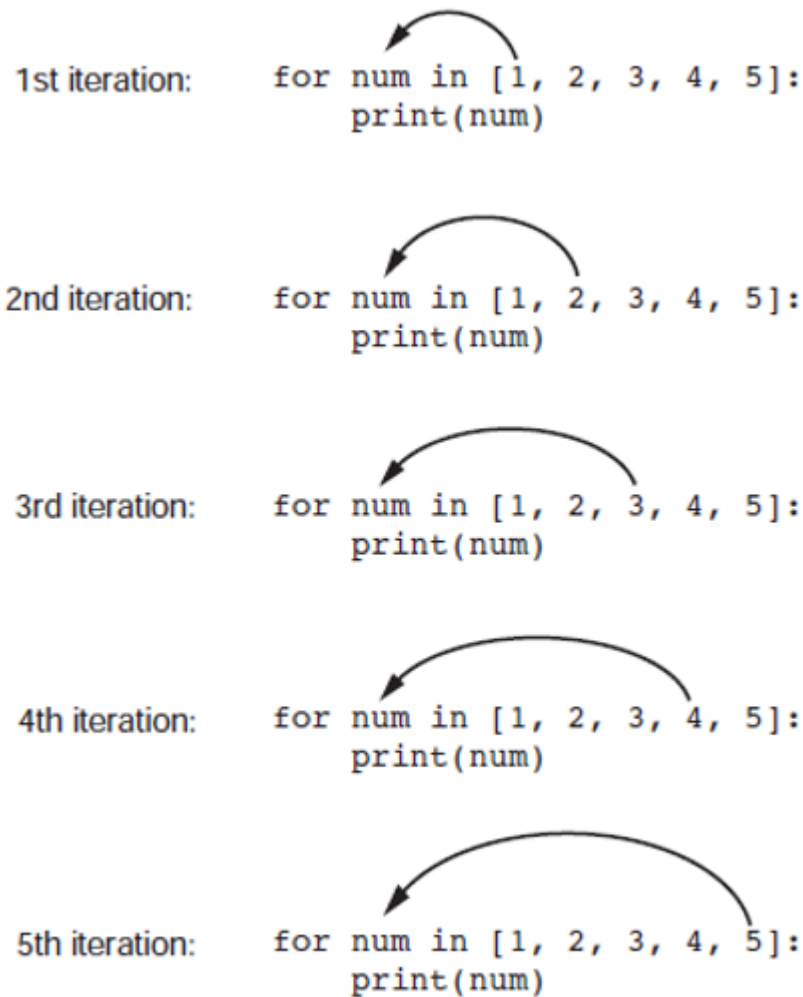 1st iteration: for num in [1, 2, 3, 4, 5]:
print(num)
2nd iteration: for num in [1, 2, 3, 4, 5]:
print(num)
3rd iteration: for num in [1, 2, 3, 4, 5]:
print(num)
4th iteration: for num in [1, 2, 3, 4, 5]:
print(num)
5th iteration: for num in [1, 2, 3, 4, 5]:
print(num)